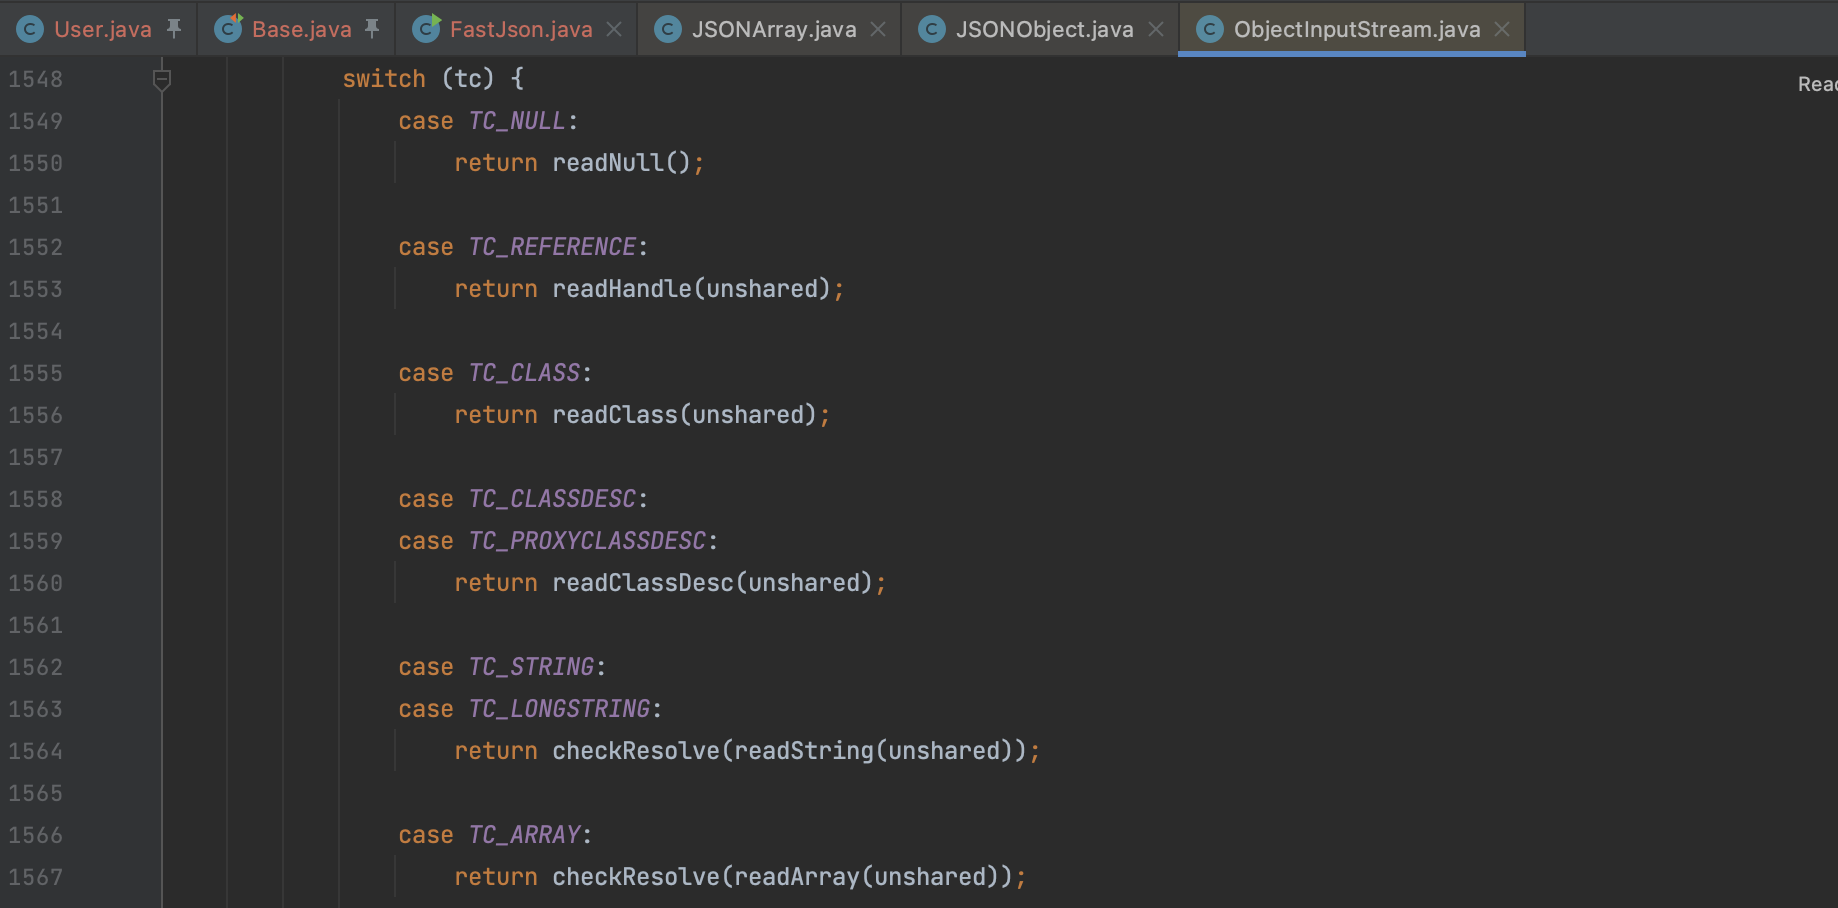 User.java Base.java FastJson.java JSONArray.java JSONObject.java ObjectInputStream.java
1548 switch (tc) {
Read
1549 case TC_NULL:
1550 return readNull();
1551
1552 case TC_REFERENCE:
1553 return readHandle(unshared);
1554
1555 case TC_CLASS:
1556 return readClass(unshared);
1557
1558 case TC_CLASSDESC:
1559 case TC_PROXYCLASSDESC:
1560 return readClassDesc(unshared);
1561
1562 case TC_STRING:
1563 case TC_LONGSTRING:
1564 return checkResolve(readString(unshared));
1565
1566 case TC_ARRAY:
1567 return checkResolve(readArray(unshared));